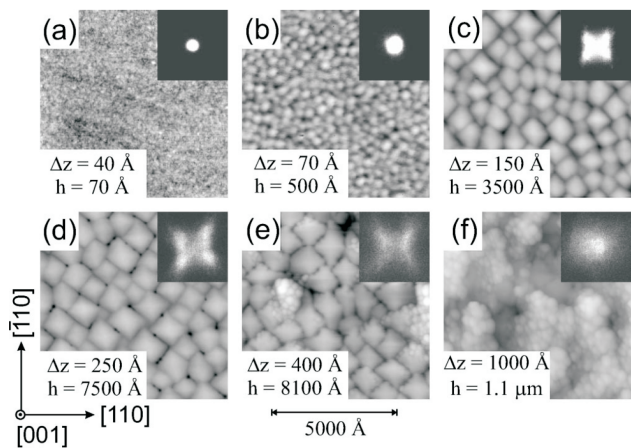 (a)
Δz = 40 Å
h = 70 Å
(b)
Δz = 70 Å
h = 500 Å
(c)
Δz = 150 Å
h = 3500 Å
(d)
Δz = 250 Å
h = 7500 Å
(e)
Δz = 400 Å
h = 8100 Å
(f)
Δz = 1000 Å
h = 1.1 μm
[1̄10]
[001]
[110]
5000 Å